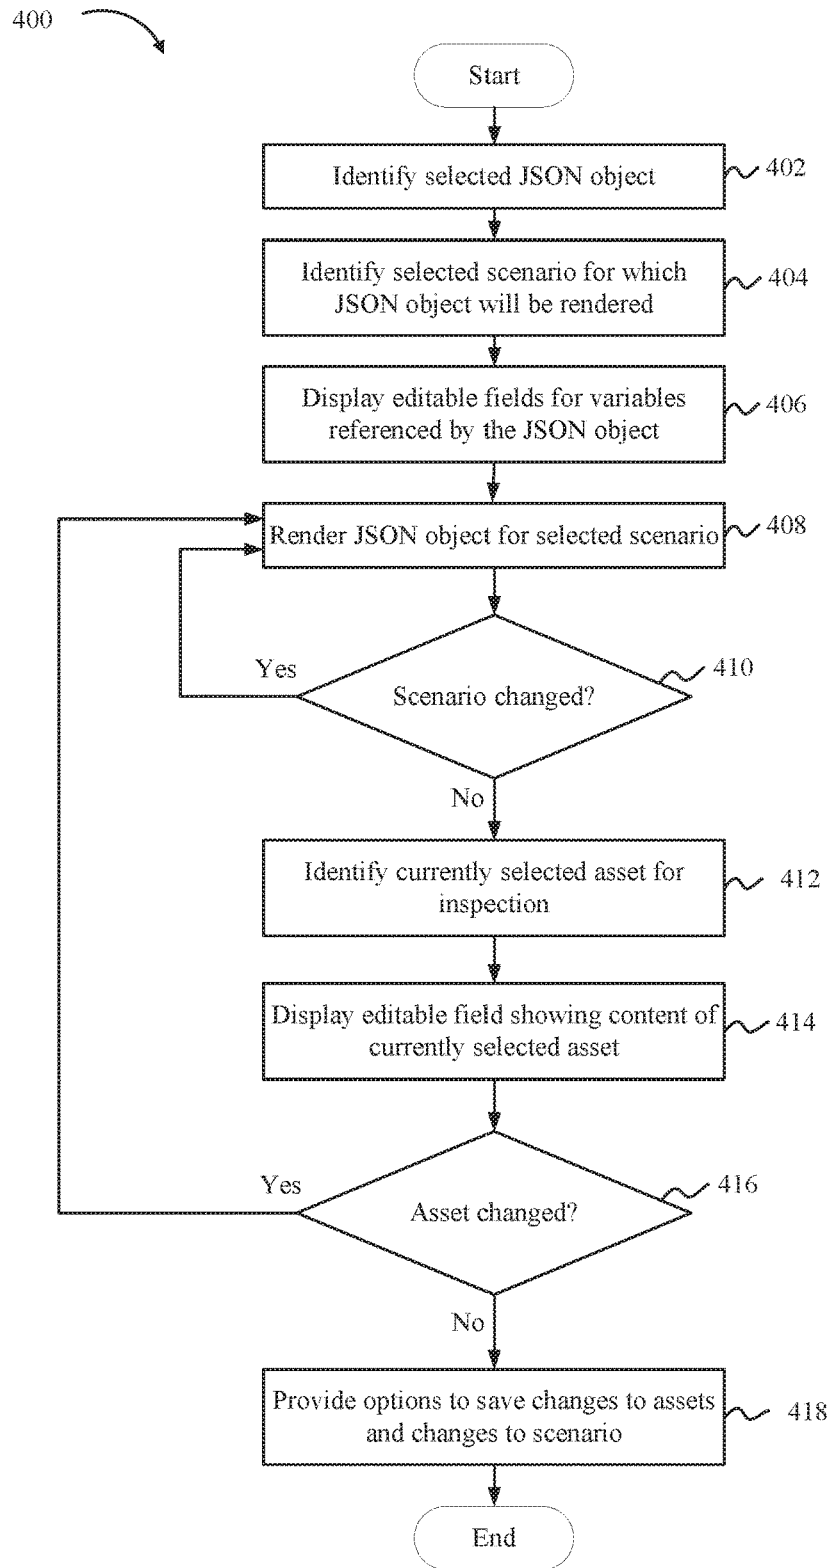 400
Start
Identify selected JSON object
402
Identify selected scenario for which
JSON object will be rendered
404
Display editable fields for variables
referenced by the JSON object
406
Render JSON object for selected scenario
408
Yes
Scenario changed?
410
No
Identify currently selected asset for
inspection
412
Display editable field showing content of
currently selected asset
414
Yes
Asset changed?
416
No
Provide options to save changes to assets
and changes to scenario
418
End